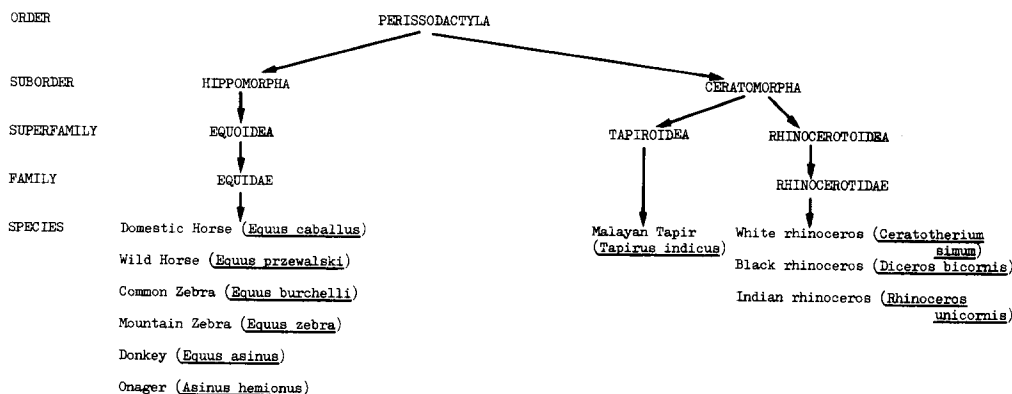 ORDER PERISSODACTYLA
SUBORDER HIPPOMORPHA CERATOMORPHA
SUPERFAMILY EQUOIDEA TAPIROIDEA RHINOCEROTOIDEA
FAMILY EQUIDAE RHINOCEROTIDAE
SPECIES Domestic Horse (Equus caballus) Malayan Tapir White rhinoceros (Ceratotherium
(Tapirus indicus) simum)
Wild Horse (Equus przewalski) Black rhinoceros (Diceros bicornis)
Common Zebra (Equus burchelli) Indian rhinoceros (Rhinoceros
unicornis)
Mountain Zebra (Equus zebra)
Donkey (Equus asinus)
Onager (Asinus hemionus)